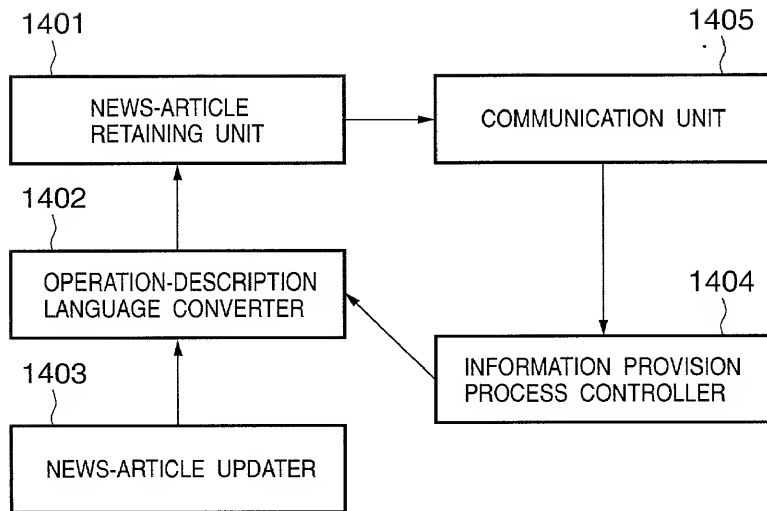 1401
NEWS-ARTICLE
RETAINING UNIT
1405
COMMUNICATION UNIT
1402
OPERATION-DESCRIPTION
LANGUAGE CONVERTER
1404
INFORMATION PROVISION
PROCESS CONTROLLER
1403
NEWS-ARTICLE UPDATER